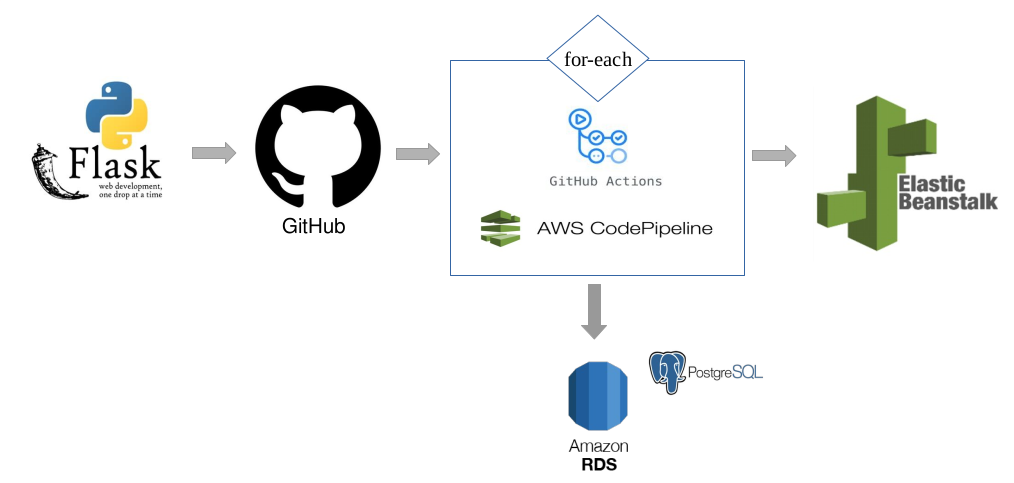 for-each
Flask
web development,
one drop at a time
GitHub
GitHub Actions
AWS CodePipeline
Elastic
Beanstalk
PostgreSQL
Amazon
RDS